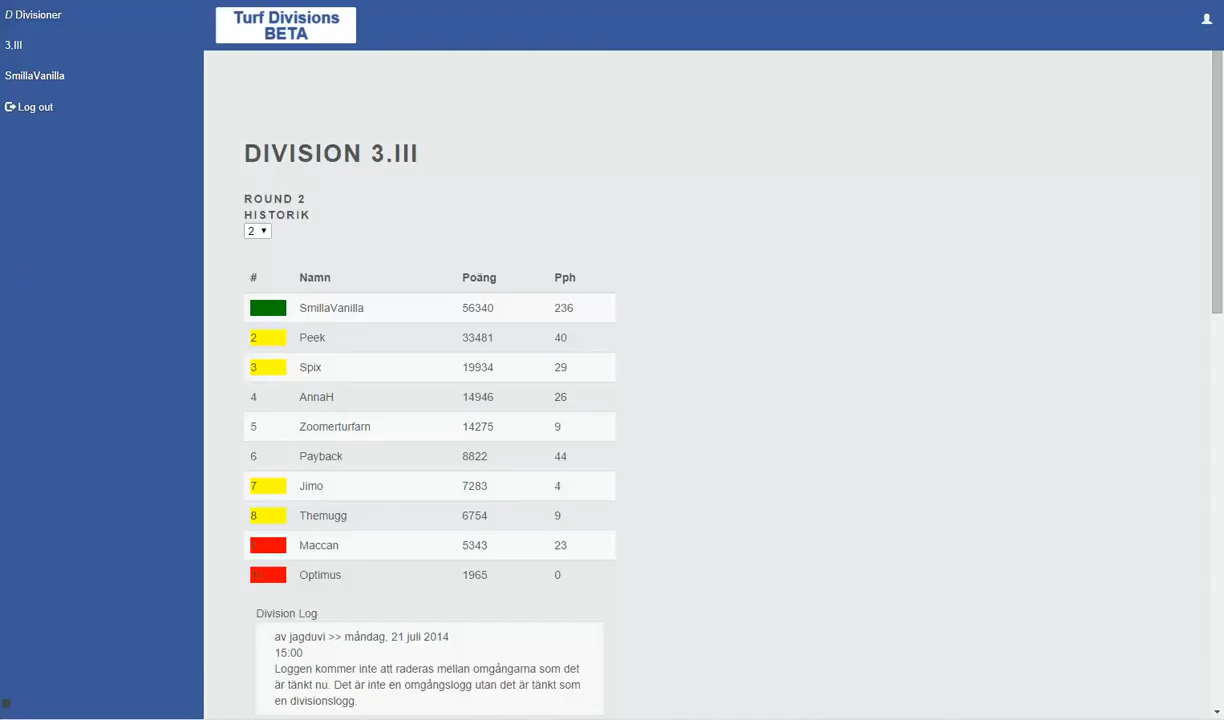 D Divisioner
3.III
SmillaVanilla
Log out
Turf Divisions
BETA
DIVISION 3.III
ROUND 2
HISTORIK
2
# Namn Poäng Pph
SmillaVanilla 56340 236
2 Peek 33481 40
3 Spix 19934 29
4 AnnaH 14946 26
5 Zoomerturfarn 14275 9
6 Payback 8822 44
7 Jimo 7283 4
8 Themugg 6754 9
Maccan 5343 23
10 Optimus 1965 0
Division Log
av jagduvi >> måndag, 21 juli 2014
15:00
Loggen kommer inte att raderas mellan omgångarna som det
är tänkt nu. Det är inte en omgångslogg utan det är tänkt som
en divisionslogg.